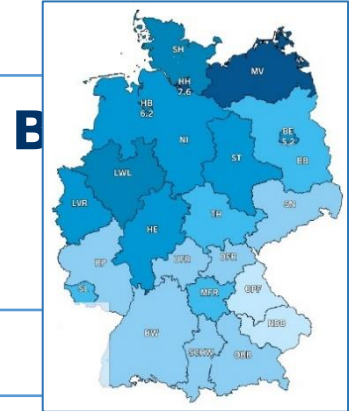 B
SH
MV
HH
7.6
HB
6.2
BE
5.2
NI
BB
ST
LWL
LVR
SN
HE
TH
RP
UFR
OFR
MFR
OPF
SL
NDB
BW
SCHW
OBB